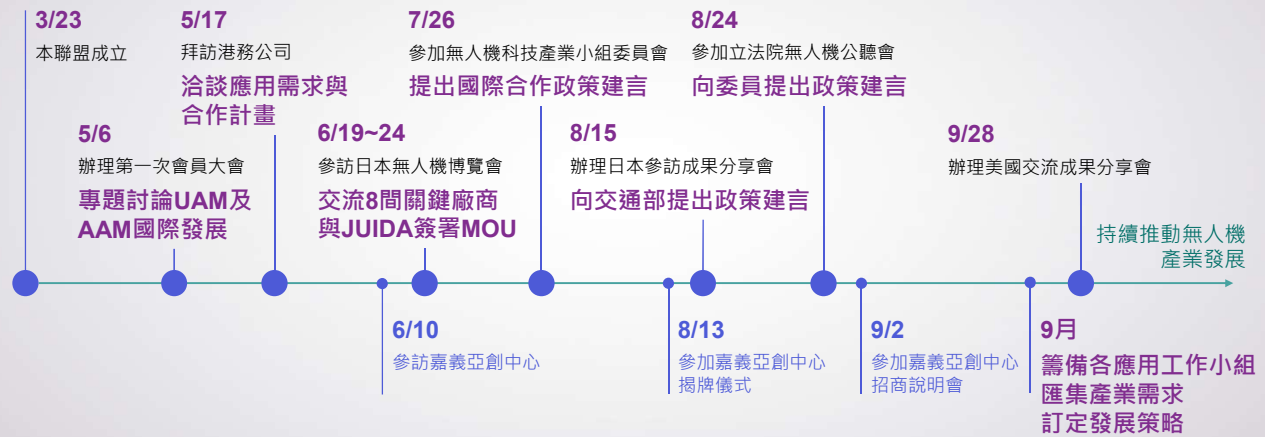 3/23
本聯盟成立
5/17
拜訪港務公司
洽談應用需求與
合作計畫
7/26
參加無人機科技產業小組委員會
提出國際合作政策建言
8/24
參加立法院無人機公聽會
向委員提出政策建言
5/6
辦理第一次會員大會
專題討論UAM及
AAM國際發展
6/19~24
參訪日本無人機博覽會
交流8間關鍵廠商
與JUIDA簽署MOU
8/15
辦理日本參訪成果分享會
向交通部提出政策建言
9/28
辦理美國交流成果分享會
持續推動無人機
產業發展
6/10
參訪嘉義亞創中心
8/13
參加嘉義亞創中心
揭牌儀式
9/2
參加嘉義亞創中心
招商說明會
9月
籌備各應用工作小組
匯集產業需求
訂定發展策略